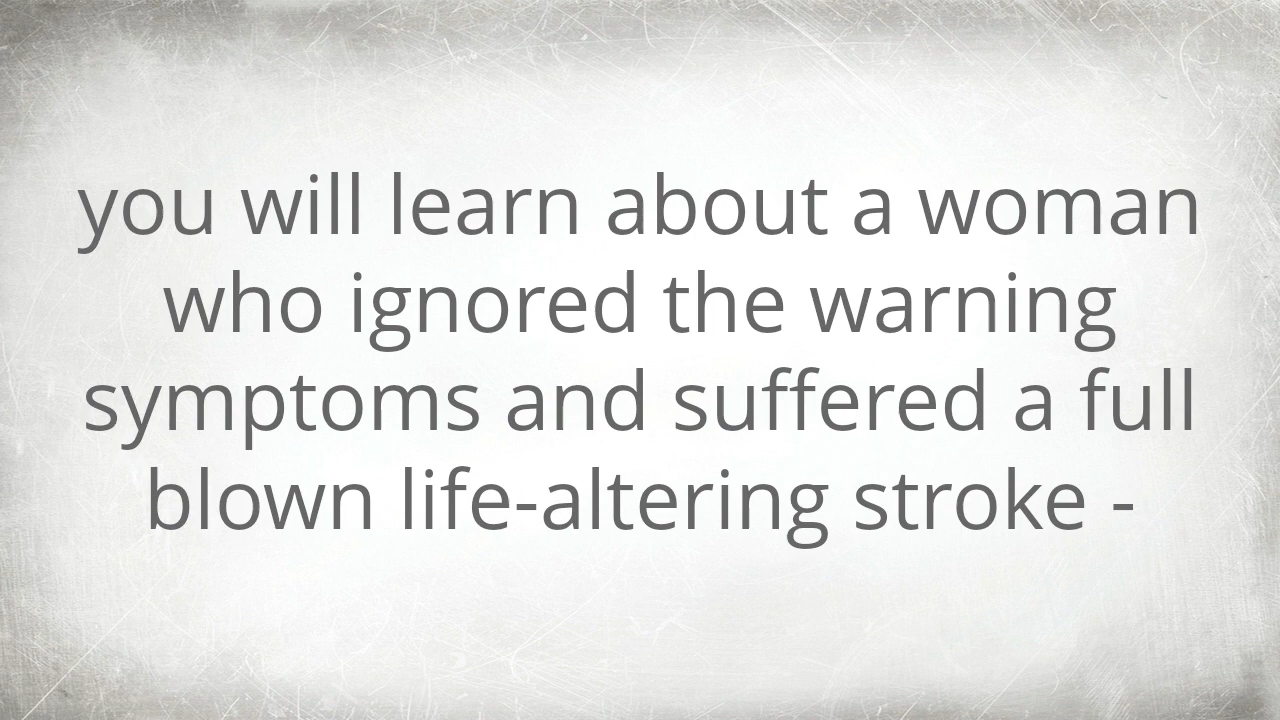 you will learn about a woman
who ignored the warning
symptoms and suffered a full
blown life-altering stroke -